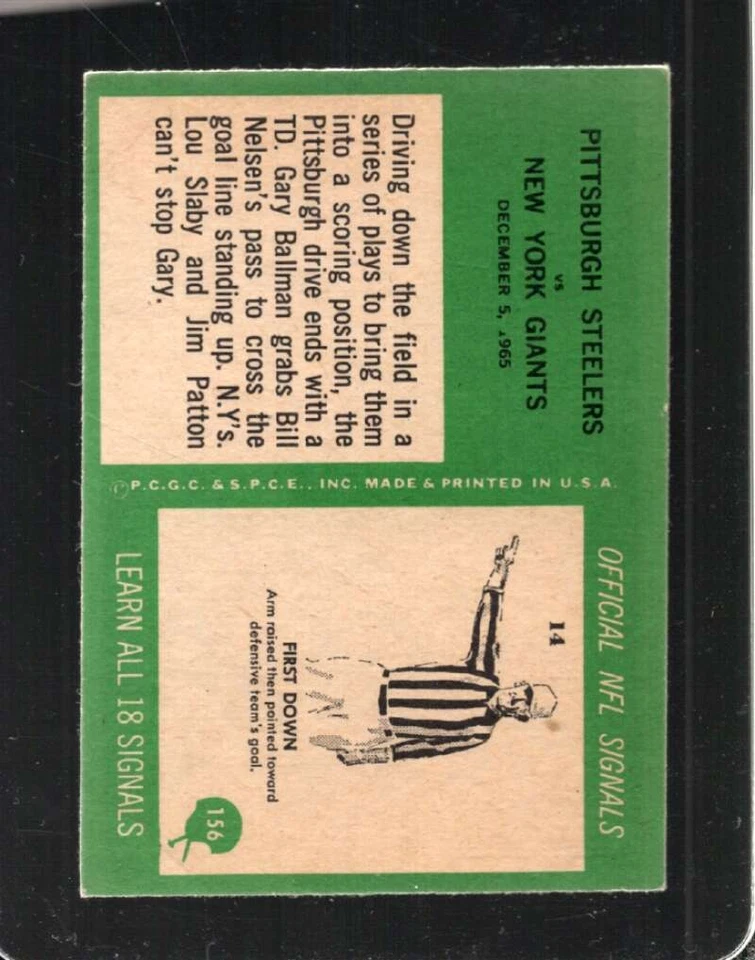 PITTSBURGH STEELERS
vs
NEW YORK GIANTS
DECEMBER 5, 1965
Driving down the field in a
series of plays to bring them
into a scoring position, the
Pittsburgh drive ends with a
TD. Gary Ballman grabs Bill
Nelsen's pass to cross the
goal line standing up. N.Y's.
Lou Slaby and Jim Patton
can't stop Gary.
©P.C.G.C. & S.P.C.E., INC. MADE & PRINTED IN U.S.A.
OFFICIAL NFL SIGNALS
14
FIRST DOWN
Arm raised then pointed toward
defensive team's goal.
156
LEARN ALL 18 SIGNALS